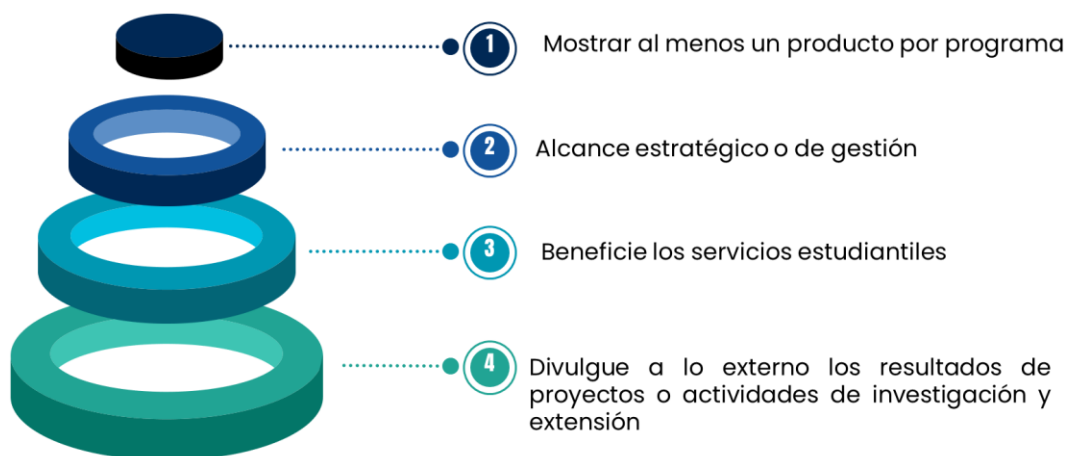 1
Mostrar al menos un producto por programa
2
Alcance estratégico o de gestión
3
Beneficie los servicios estudiantiles
4
Divulgue a lo externo los resultados de
proyectos o actividades de investigación y
extensión